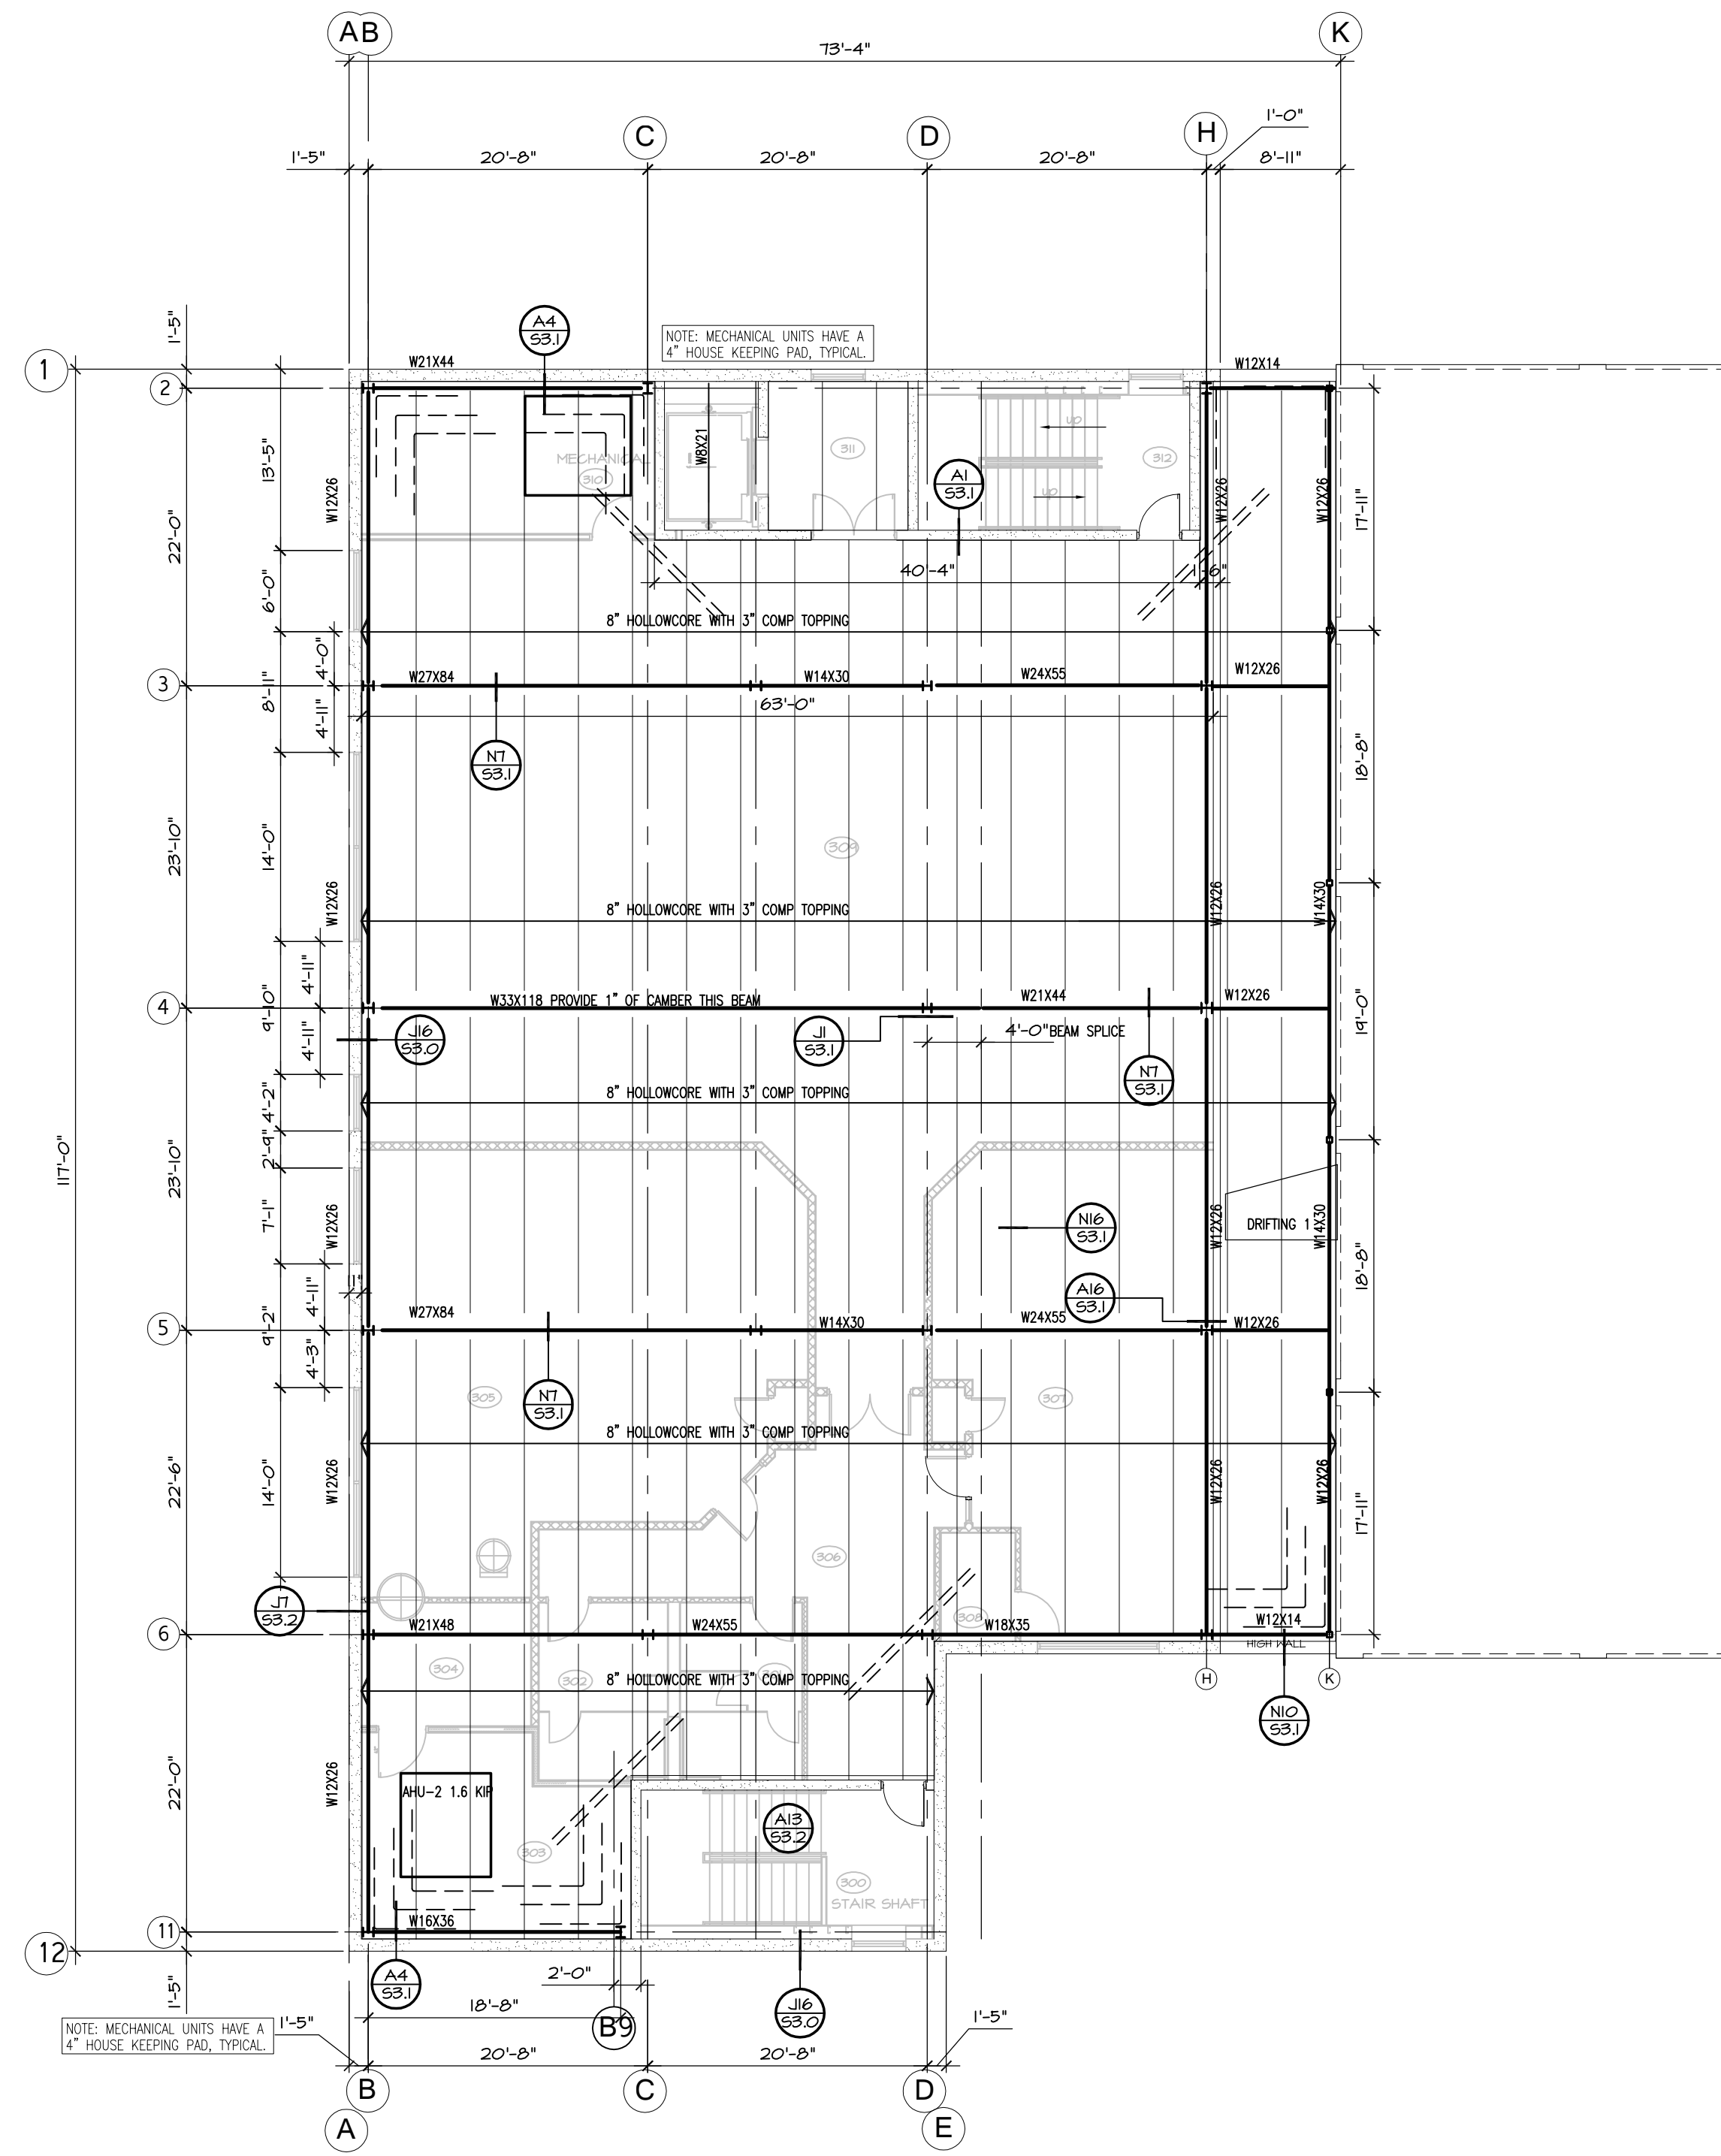 A B K
73'-4"
C D H 1'-0"
1'-5" 20'-8" 20'-8" 20'-8" 8'-11"
1'-5"
A4
S3.1
NOTE: MECHANICAL UNITS HAVE A
4" HOUSE KEEPING PAD, TYPICAL.
1
W21X44 W12X14
2
13'-5"
22'-0"
W12X26
MECHANICAL
310
W8X21
311
UP
312
A1
S3.1
UP
W12X26
W12X26
17'-11"
6'-0"
40'-4"
4'-0"
8" HOLLOWCORE WITH 3" COMP TOPPING
3
8'-11"
W27X84 W14X30 W24X55 W12X26
4'-11"
63'-0"
N7
S3.1
18'-8"
23'-10"
14'-0"
309
W12X26
W12X26
W14X30
8" HOLLOWCORE WITH 3" COMP TOPPING
4'-11"
4
9'-10"
W33X118 PROVIDE 1" OF CAMBER THIS BEAM
W21X44 W12X26
19'-0"
4'-11"
J16
S3.0
J1
S3.1
4'-0" BEAM SPLICE
N7
S3.1
4'-2"
8" HOLLOWCORE WITH 3" COMP TOPPING
117'-0"
23'-10"
2'-9"
7'-1"
W12X26
N16
S3.1
W12X26
DRIFTING 1
W14X30
A16
S3.1
18'-8"
11"
4'-11"
5
9'-2"
W27X84 W14X30 W24X55 W12X26
4'-3"
305
N7
S3.1
307
8" HOLLOWCORE WITH 3" COMP TOPPING
22'-6"
14'-0"
W12X26
W12X26
W12X26
17'-11"
306
J7
S3.2
308
6
W21X48 W24X55 W18X35 W12X14
HIGH WALL
304
302
301
8" HOLLOWCORE WITH 3" COMP TOPPING
H K
N10
S3.1
22'-0"
W12X26
AHU-2 1.6 KIP
303
A13
S3.2
300
STAIR SHAFT
11
W16X36
12
1'-5"
A4
S3.1
2'-0"
18'-8"
B9
J16
S3.0
NOTE: MECHANICAL UNITS HAVE A
4" HOUSE KEEPING PAD, TYPICAL.
1'-5"
1'-5"
20'-8" 20'-8"
B C D
A E